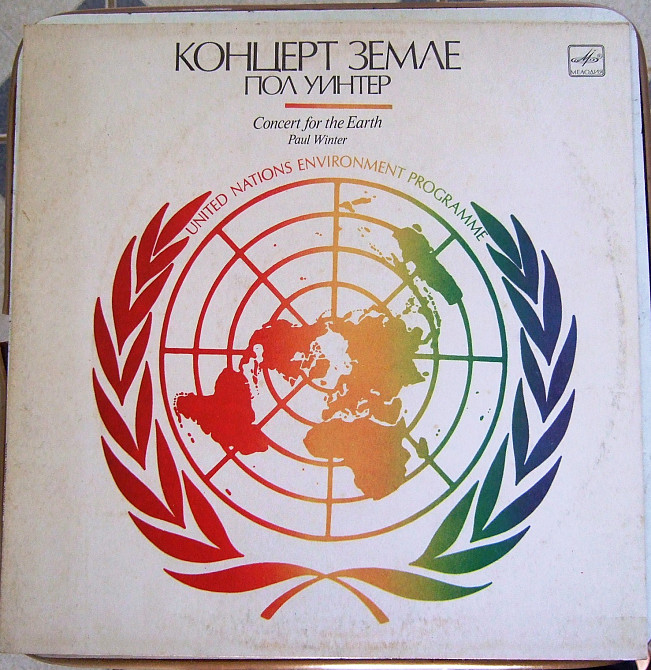 КОНЦЕРТ ЗЕМЛЕ
ПОЛ УИНТЕР
МЕЛОДИЯ
Concert for the Earth
Paul Winter
UNITED NATIONS ENVIRONMENT PROGRAMME